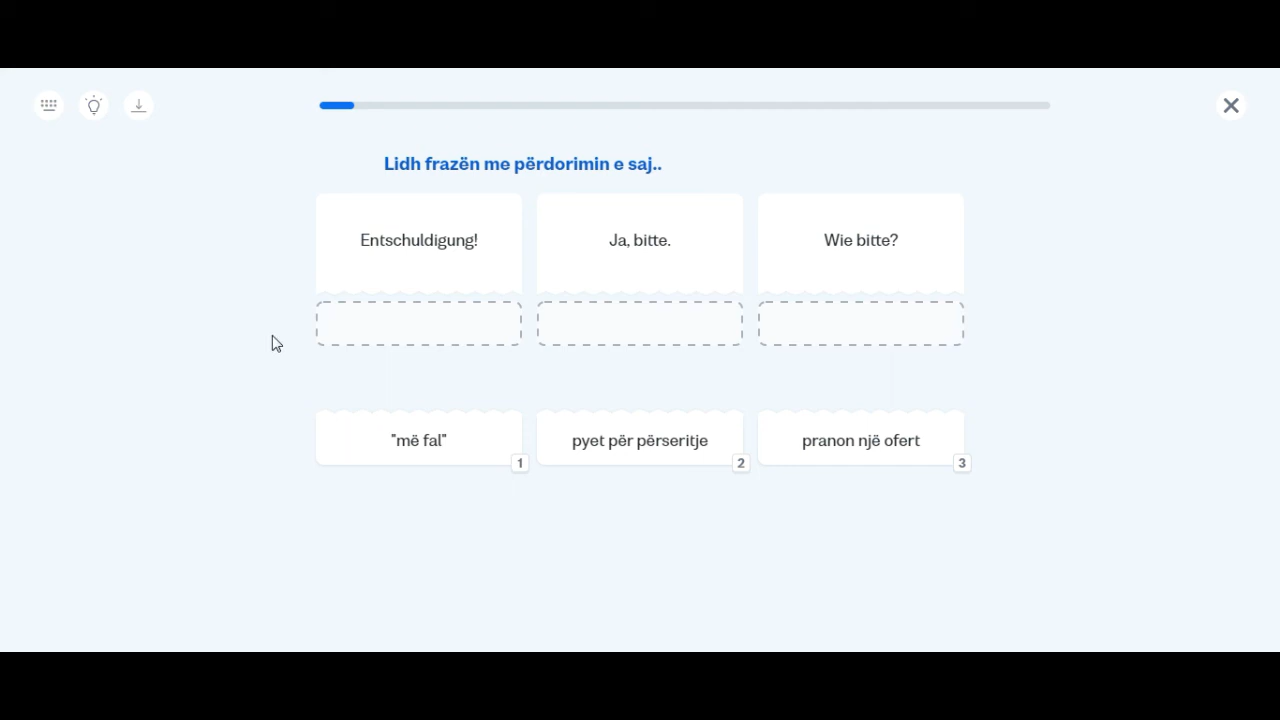 Lidh frazën me përdorimin e saj..
Entschuldigung!
Ja, bitte.
Wie bitte?
"më fal"
1
pyet për përseritje
2
pranon një ofert
3